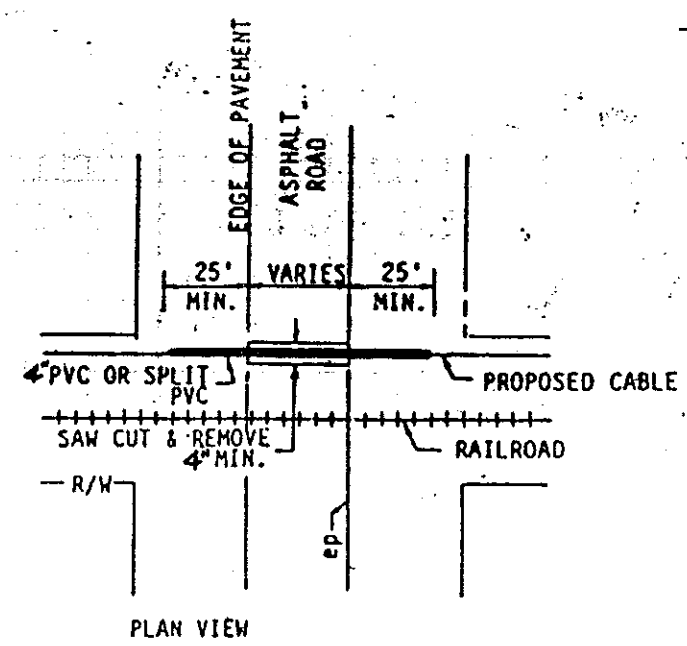 EDGE OF PAVEMENT
ASPHALT
ROAD
25' VARIES 25'
MIN. MIN.
4" PVC OR SPLIT
PVC
PROPOSED CABLE
SAW CUT & REMOVE
4" MIN.
RAILROAD
R/W
ep
PLAN VIEW